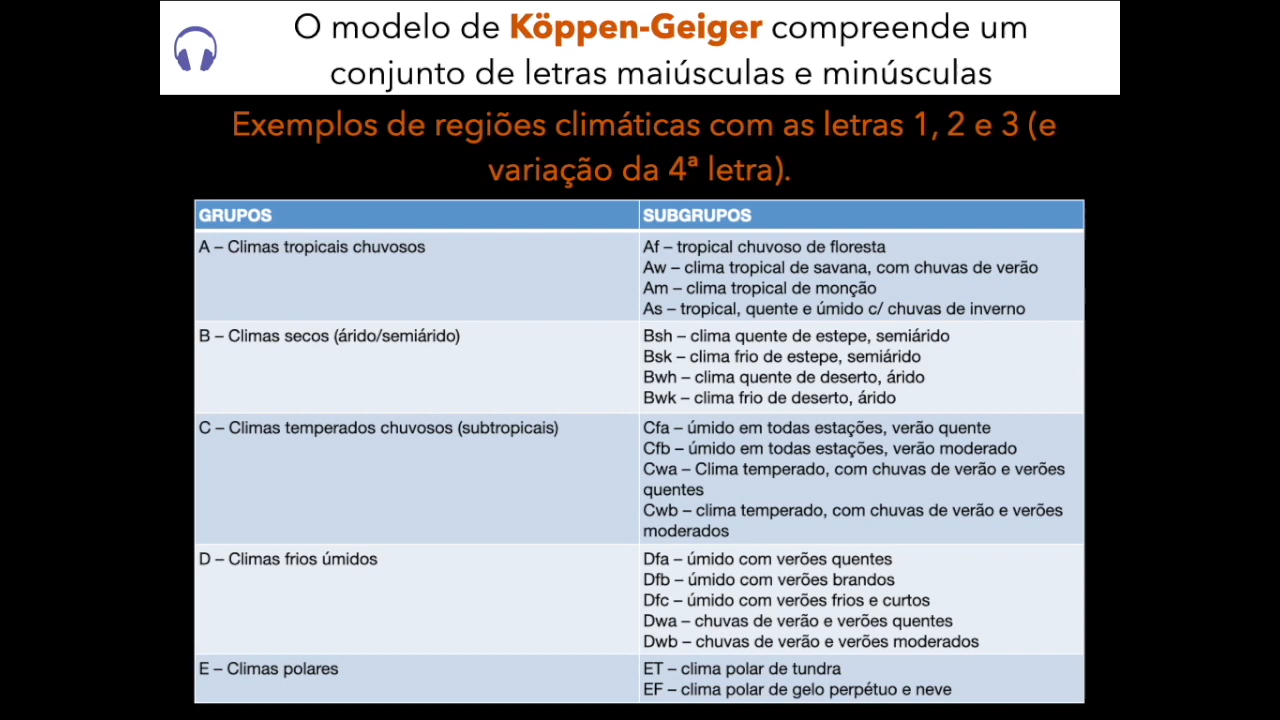 O modelo de Köppen-Geiger compreende um
conjunto de letras maiúsculas e minúsculas
Exemplos de regiões climáticas com as letras 1, 2 e 3 (e
variação da 4ª letra).
GRUPOS
SUBGRUPOS
A – Climas tropicais chuvosos
Af – tropical chuvoso de floresta
Aw – clima tropical de savana, com chuvas de verão
Am – clima tropical de monção
As – tropical, quente e úmido c/ chuvas de inverno
B – Climas secos (árido/semiárido)
Bsh – clima quente de estepe, semiárido
Bsk – clima frio de estepe, semiárido
Bwh – clima quente de deserto, árido
Bwk – clima frio de deserto, árido
C – Climas temperados chuvosos (subtropicais)
Cfa – úmido em todas estações, verão quente
Cfb – úmido em todas estações, verão moderado
Cwa – Clima temperado, com chuvas de verão e verões
quentes
Cwb – clima temperado, com chuvas de verão e verões
moderados
D – Climas frios úmidos
Dfa – úmido com verões quentes
Dfb – úmido com verões brandos
Dfc – úmido com verões frios e curtos
Dwa – chuvas de verão e verões quentes
Dwb – chuvas de verão e verões moderados
E – Climas polares
ET – clima polar de tundra
EF – clima polar de gelo perpétuo e neve